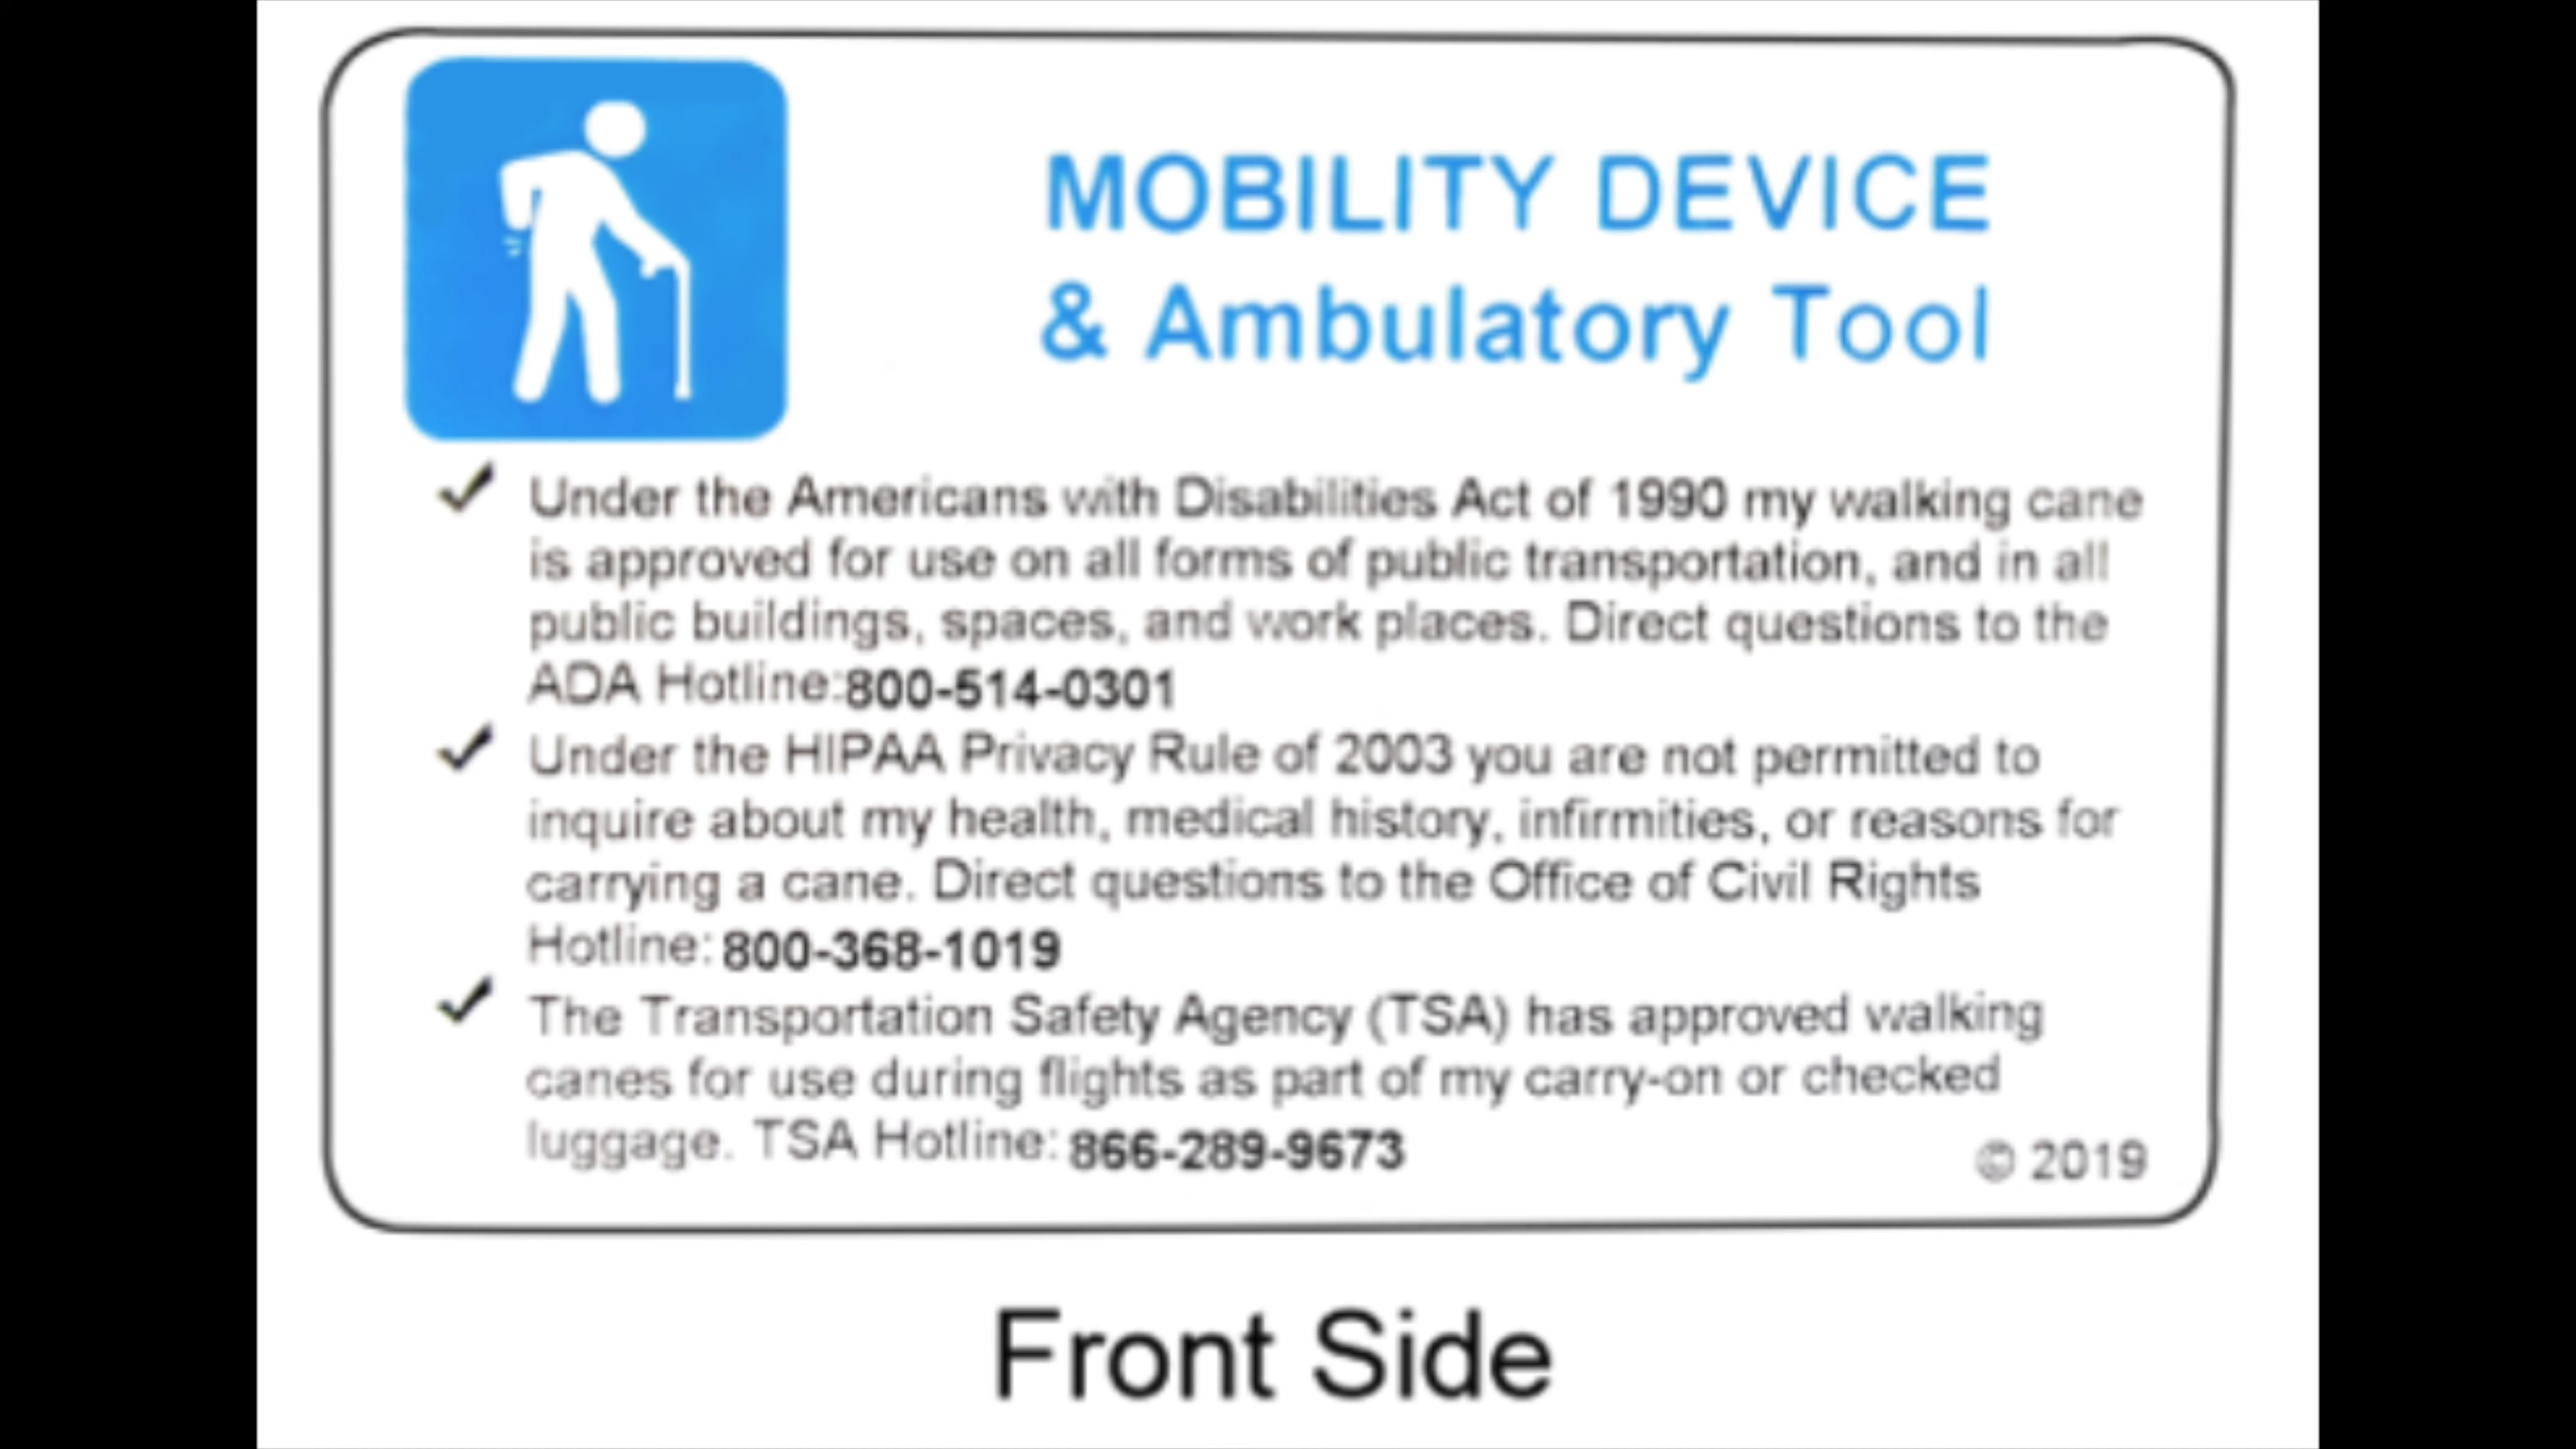 MOBILITY DEVICE
& Ambulatory Tool
Under the Americans with Disabilities Act of 1990 my walking cane
is approved for use on all forms of public transportation, and in all
public buildings, spaces, and work places. Direct questions to the
ADA Hotline:800-514-0301
Under the HIPAA Privacy Rule of 2003 you are not permitted to
inquire about my health, medical history, infirmities, or reasons for
carrying a cane. Direct questions to the Office of Civil Rights
Hotline: 800-368-1019
The Transportation Safety Agency (TSA) has approved walking
canes for use during flights as part of my carry-on or checked
luggage. TSA Hotline: 866-289-9673
© 2019
Front Side